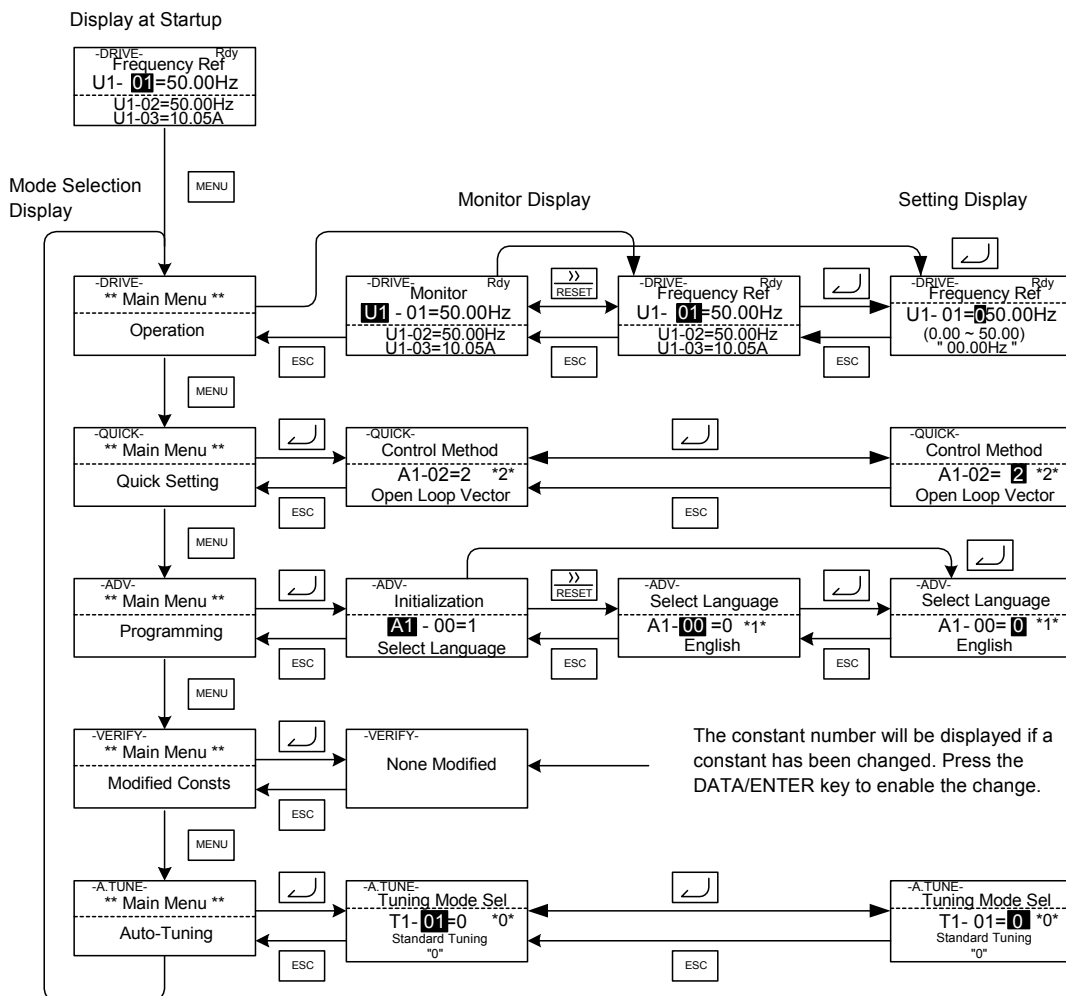 Display at Startup
-DRIVE- Rdy
Frequency Ref
U1- 01=50.00Hz
U1-02=50.00Hz
U1-03=10.05A
MENU
Mode Selection
Display
Monitor Display
Setting Display
-DRIVE-
** Main Menu **
Operation
-DRIVE- Rdy
Monitor
U1 - 01=50.00Hz
U1-02=50.00Hz
U1-03=10.05A
RESET
-DRIVE- Rdy
Frequency Ref
U1- 01=50.00Hz
U1-02=50.00Hz
U1-03=10.05A
-DRIVE- Rdy
Frequency Ref
U1- 01=050.00Hz
(0.00 ~ 50.00)
" 00.00Hz "
ESC
ESC
ESC
MENU
-QUICK-
** Main Menu **
Quick Setting
-QUICK-
Control Method
A1-02=2 *2*
Open Loop Vector
-QUICK-
Control Method
A1-02= 2 *2*
Open Loop Vector
ESC
ESC
MENU
-ADV-
** Main Menu **
Programming
-ADV-
Initialization
A1 - 00=1
Select Language
RESET
-ADV-
Select Language
A1-00 =0 *1*
English
-ADV-
Select Language
A1- 00= 0 *1*
English
ESC
ESC
ESC
MENU
-VERIFY-
** Main Menu **
Modified Consts
-VERIFY-
None Modified
The constant number will be displayed if a
constant has been changed. Press the
DATA/ENTER key to enable the change.
ESC
MENU
-A.TUNE-
** Main Menu **
Auto-Tuning
-A.TUNE-
Tuning Mode Sel
T1- 01=0 *0*
Standard Tuning
"0"
-A.TUNE-
Tuning Mode Sel
T1- 01= 0 *0*
Standard Tuning
"0"
ESC
ESC